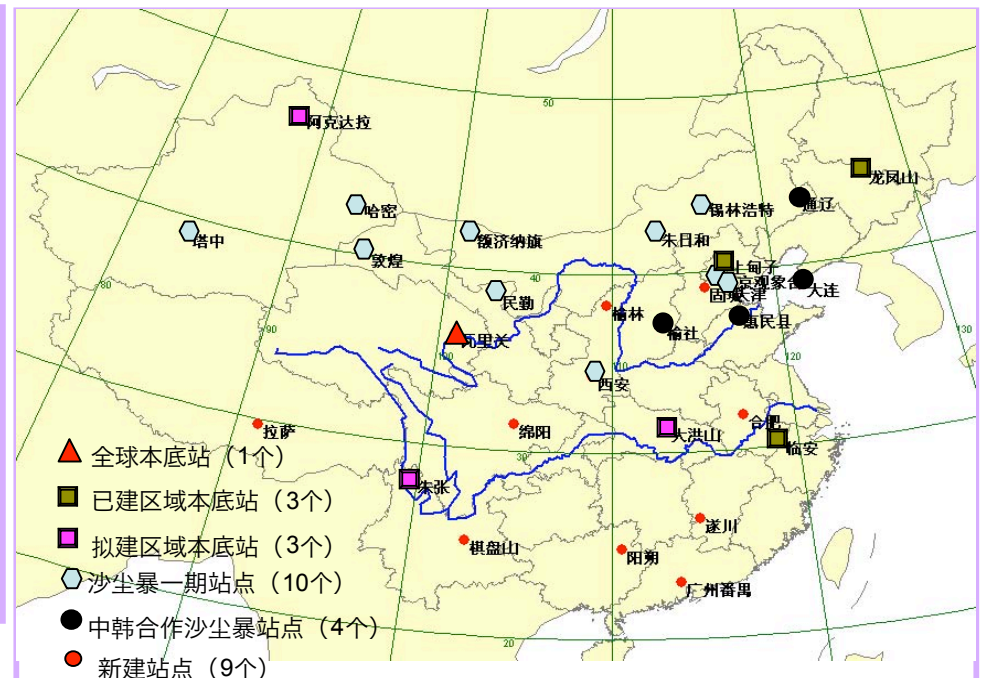 50
阿克达拉
龙凤山
通辽
哈密
锡林浩特
塔中
额济纳旗
朱日和
敦煌
上甸子
40
京观象台
大连
80
民勤
固城
天津
榆林
惠民县
榆社
90
瓦里关
130
100
110
120
西安
合肥
拉萨
绵阳
大洪山
临安
30
全球本底站（1个）
朱张
已建区域本底站（3个）
遂川
拟建区域本底站（3个）
棋盘山
阳朔
沙尘暴一期站点（10个）
广州番禺
中韩合作沙尘暴站点（4个）
20
新建站点（9个）